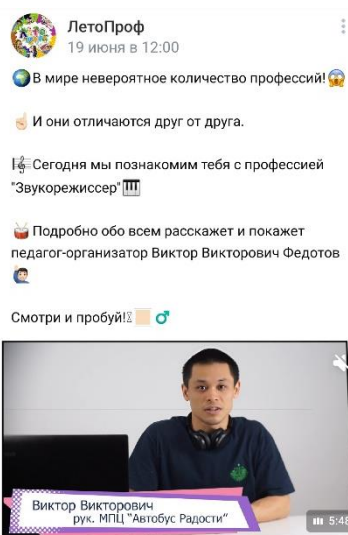 ЛетоПроф
19 июня в 12:00
🌍В мире невероятное количество профессий!😱
☝🏻И они отличаются друг от друга.
🎼Сегодня мы познакомим тебя с профессией
"Звукорежиссер"🎹
🥁Подробно обо всем расскажет и покажет
педагог-организатор Виктор Викторович Федотов
🙋🏻‍♂️
Смотри и пробуй!
Виктор Викторович
рук. МПЦ "Автобус Радости"
5:48